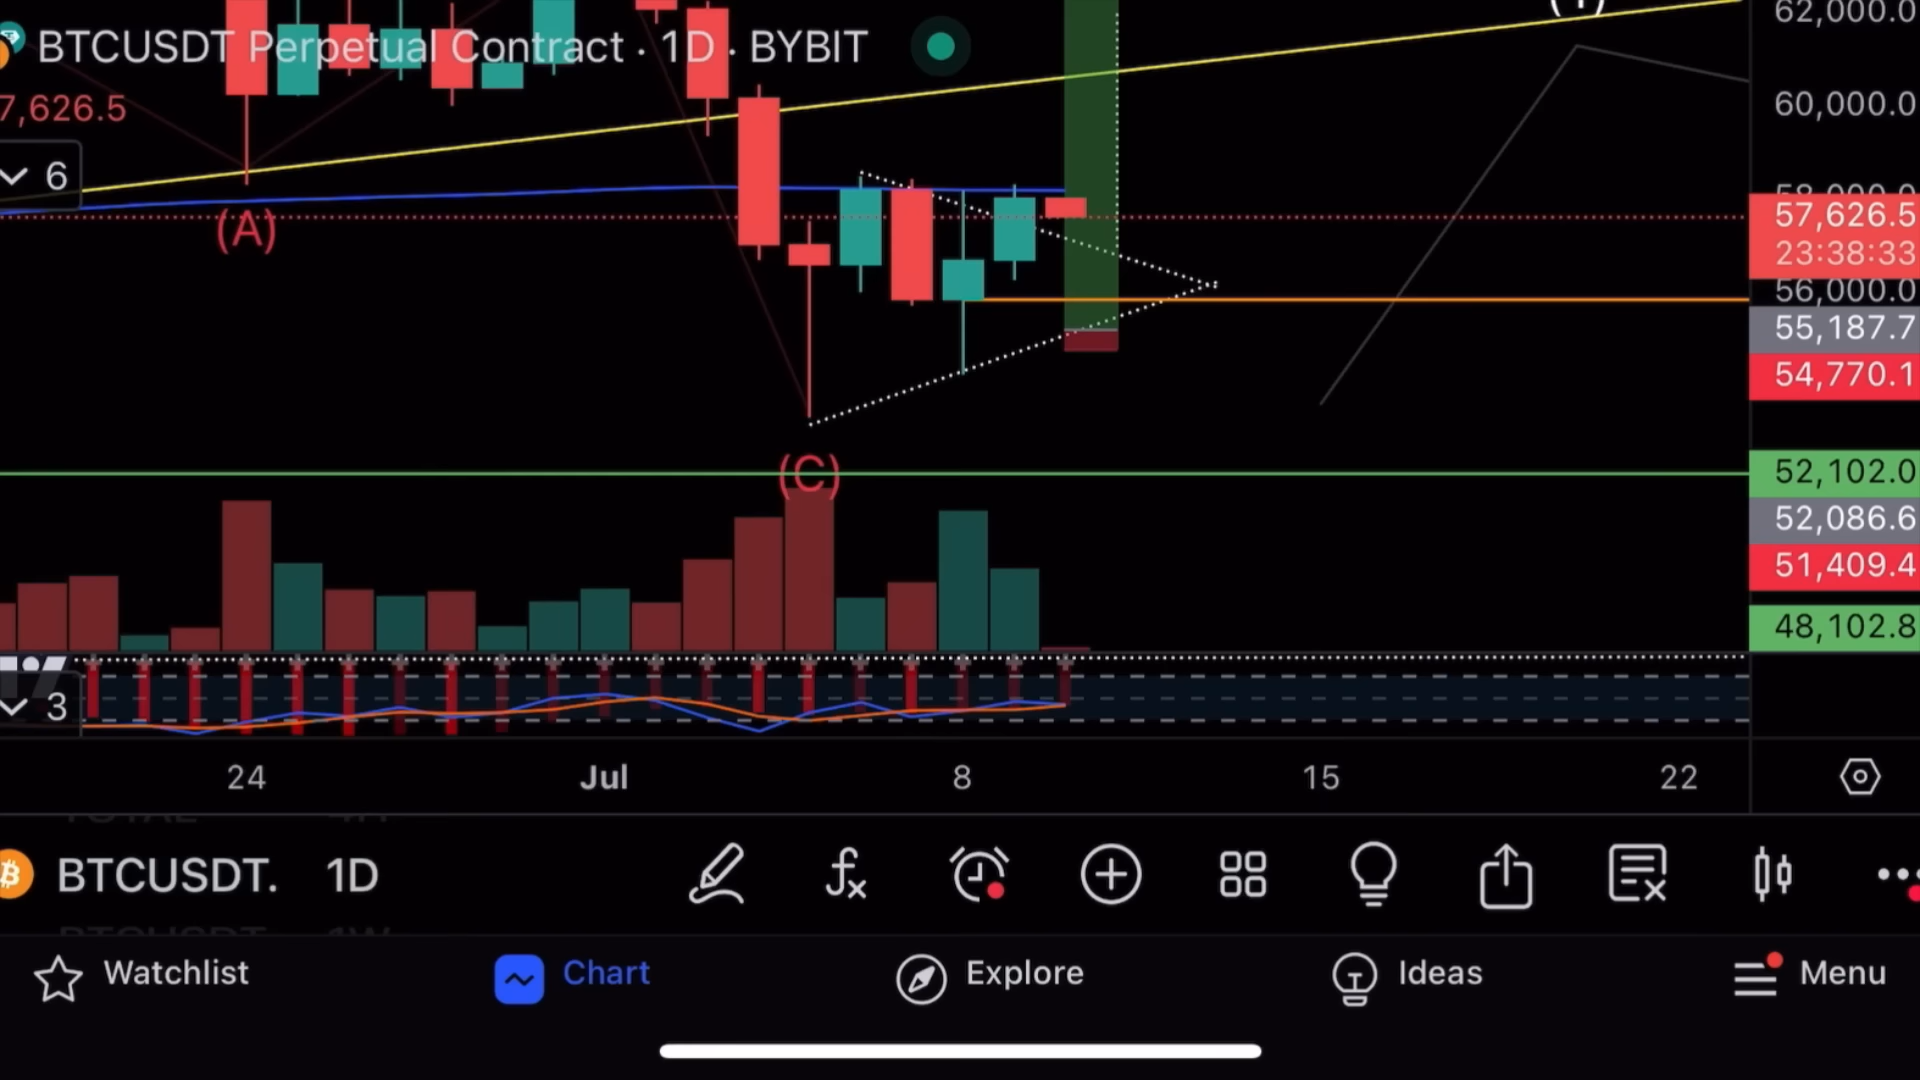 BTCUSDT Perpetual Contract · 1D · BYBIT
7,626.5
6
(A)
(C)
62,000.0
60,000.0
58,000.0
57,626.5
23:38:33
56,000.0
55,187.7
54,770.1
52,102.0
52,086.6
51,409.4
48,102.8
3
24
Jul
8
15
22
BTCUSDT. 1D
Watchlist
Chart
Explore
Ideas
Menu